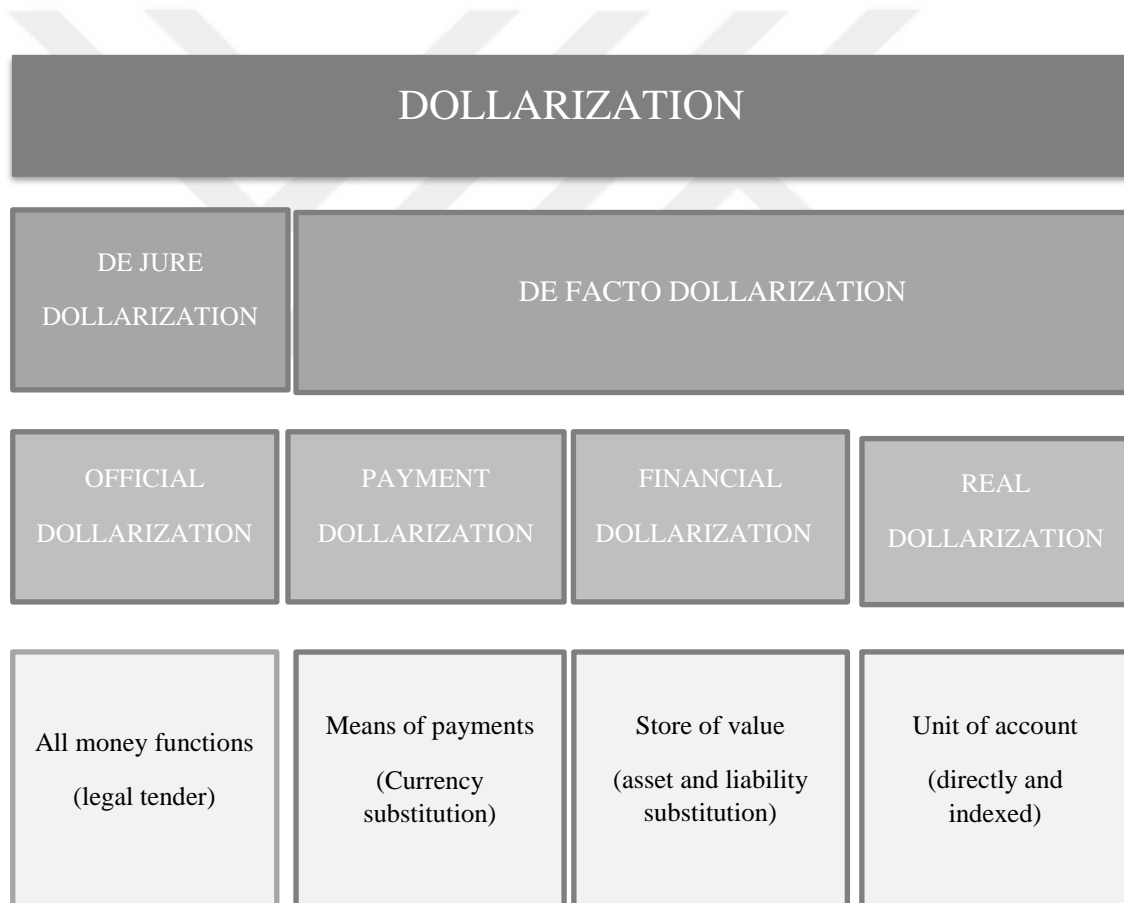 DOLLARIZATION
DE JURE
DOLLARIZATION
DE FACTO DOLLARIZATION
OFFICIAL
DOLLARIZATION
PAYMENT
DOLLARIZATION
FINANCIAL
DOLLARIZATION
REAL
DOLLARIZATION
All money functions
(legal tender)
Means of payments
(Currency
substitution)
Store of value
(asset and liability
substitution)
Unit of account
(directly and
indexed)